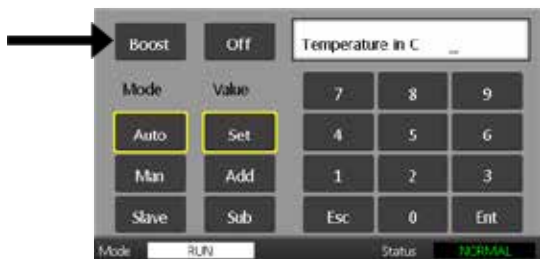 Boost Off Temperature in C _
Mode Value 7 8 9
Auto Set 4 5 6
Man Add 1 2 3
Slave Sub Esc 0 Ent
Mode RUN Status NORMAL